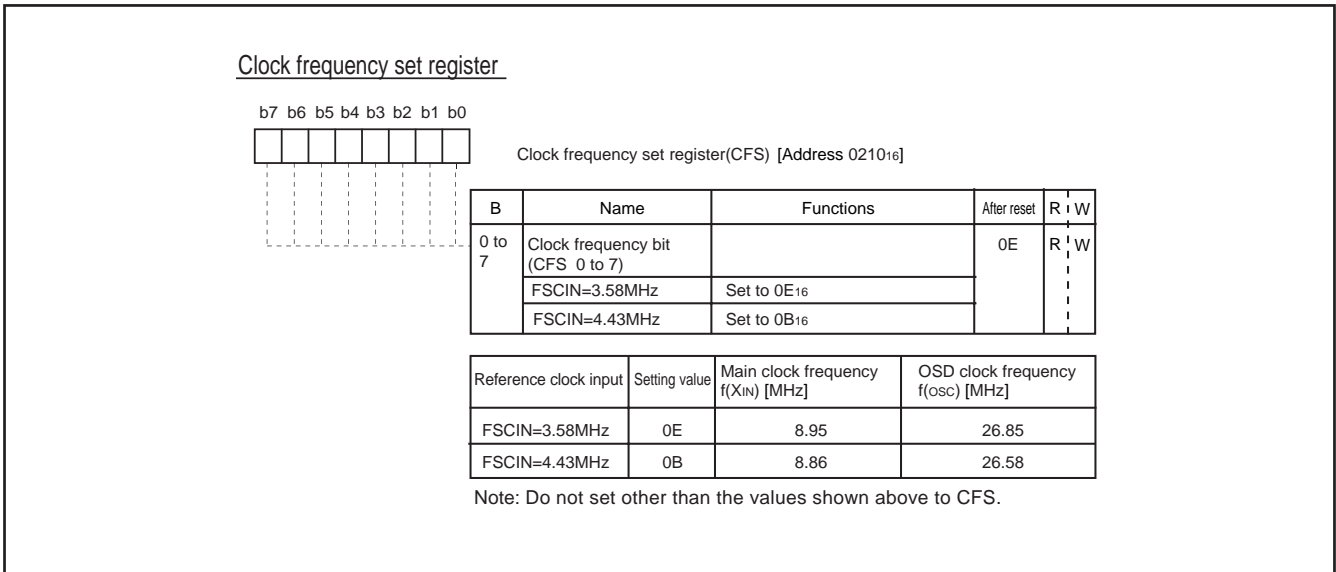 Clock frequency set register
b7 b6 b5 b4 b3 b2 b1 b0
Clock frequency set register(CFS) [Address 021016]
B Name Functions After reset R W
0 to 7 Clock frequency bit (CFS 0 to 7) 0E R W
FSCIN=3.58MHz Set to 0E16
FSCIN=4.43MHz Set to 0B16
Reference clock input Setting value Main clock frequency f(XIN) [MHz] OSD clock frequency f(OSC) [MHz]
FSCIN=3.58MHz 0E 8.95 26.85
FSCIN=4.43MHz 0B 8.86 26.58
Note: Do not set other than the values shown above to CFS.